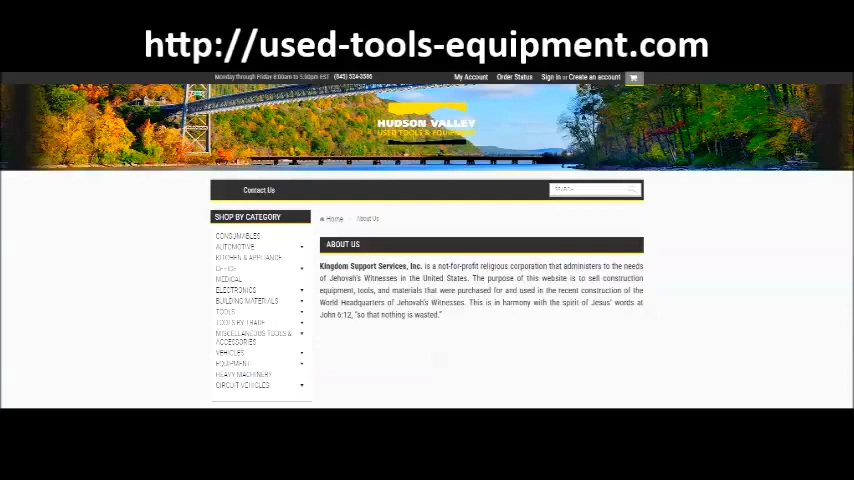 http://used-tools-equipment.com
Monday through Friday 8:00am to 5:00pm EST (845) 524-3586
My Account Order Status Sign in or Create an account
HUDSON VALLEY
USED TOOLS & EQUIPMENT
Contact Us
SEARCH
SHOP BY CATEGORY
Home
About Us
CONSUMABLES
AUTOMOTIVE
KITCHEN & APPLIANCE
OFFICE
MEDICAL
ELECTRONICS
BUILDING MATERIALS
TOOLS
TOOLS BY TRADE
MISCELLANEOUS TOOLS &
ACCESSORIES
VEHICLES
EQUIPMENT
HEAVY MACHINERY
CIRCUIT VEHICLES
ABOUT US
Kingdom Support Services, Inc. is a not-for-profit religious corporation that administers to the needs
of Jehovah's Witnesses in the United States. The purpose of this website is to sell construction
equipment, tools, and materials that were purchased for and used in the recent construction of the
World Headquarters of Jehovah's Witnesses. This is in harmony with the spirit of Jesus' words at
John 6:12, "so that nothing is wasted."